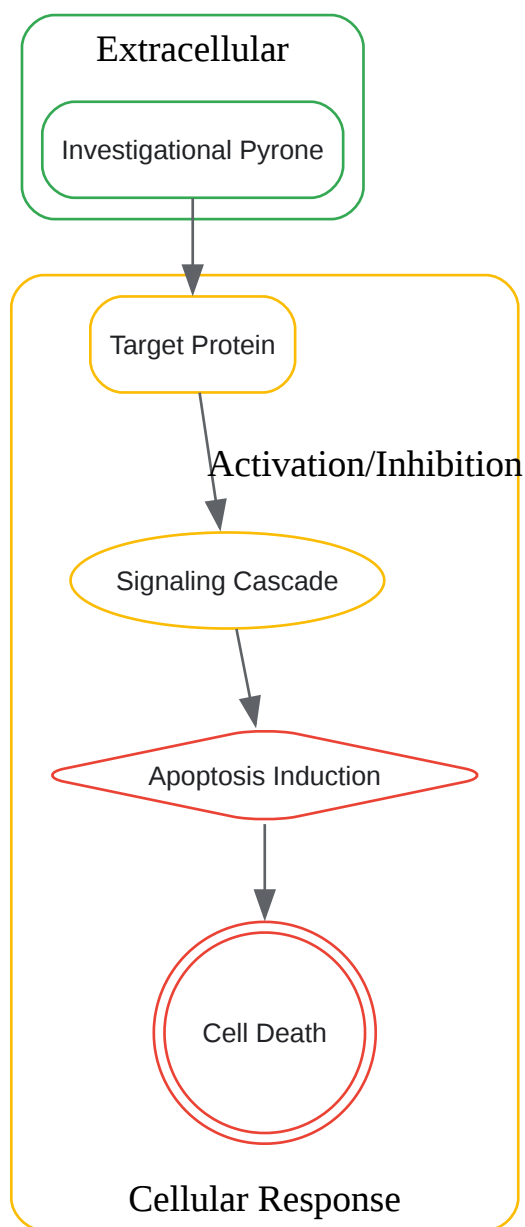 Extracellular
Investigational Pyrone
Target Protein
Activation/Inhibition
Signaling Cascade
Apoptosis Induction
Cell Death
Cellular Response